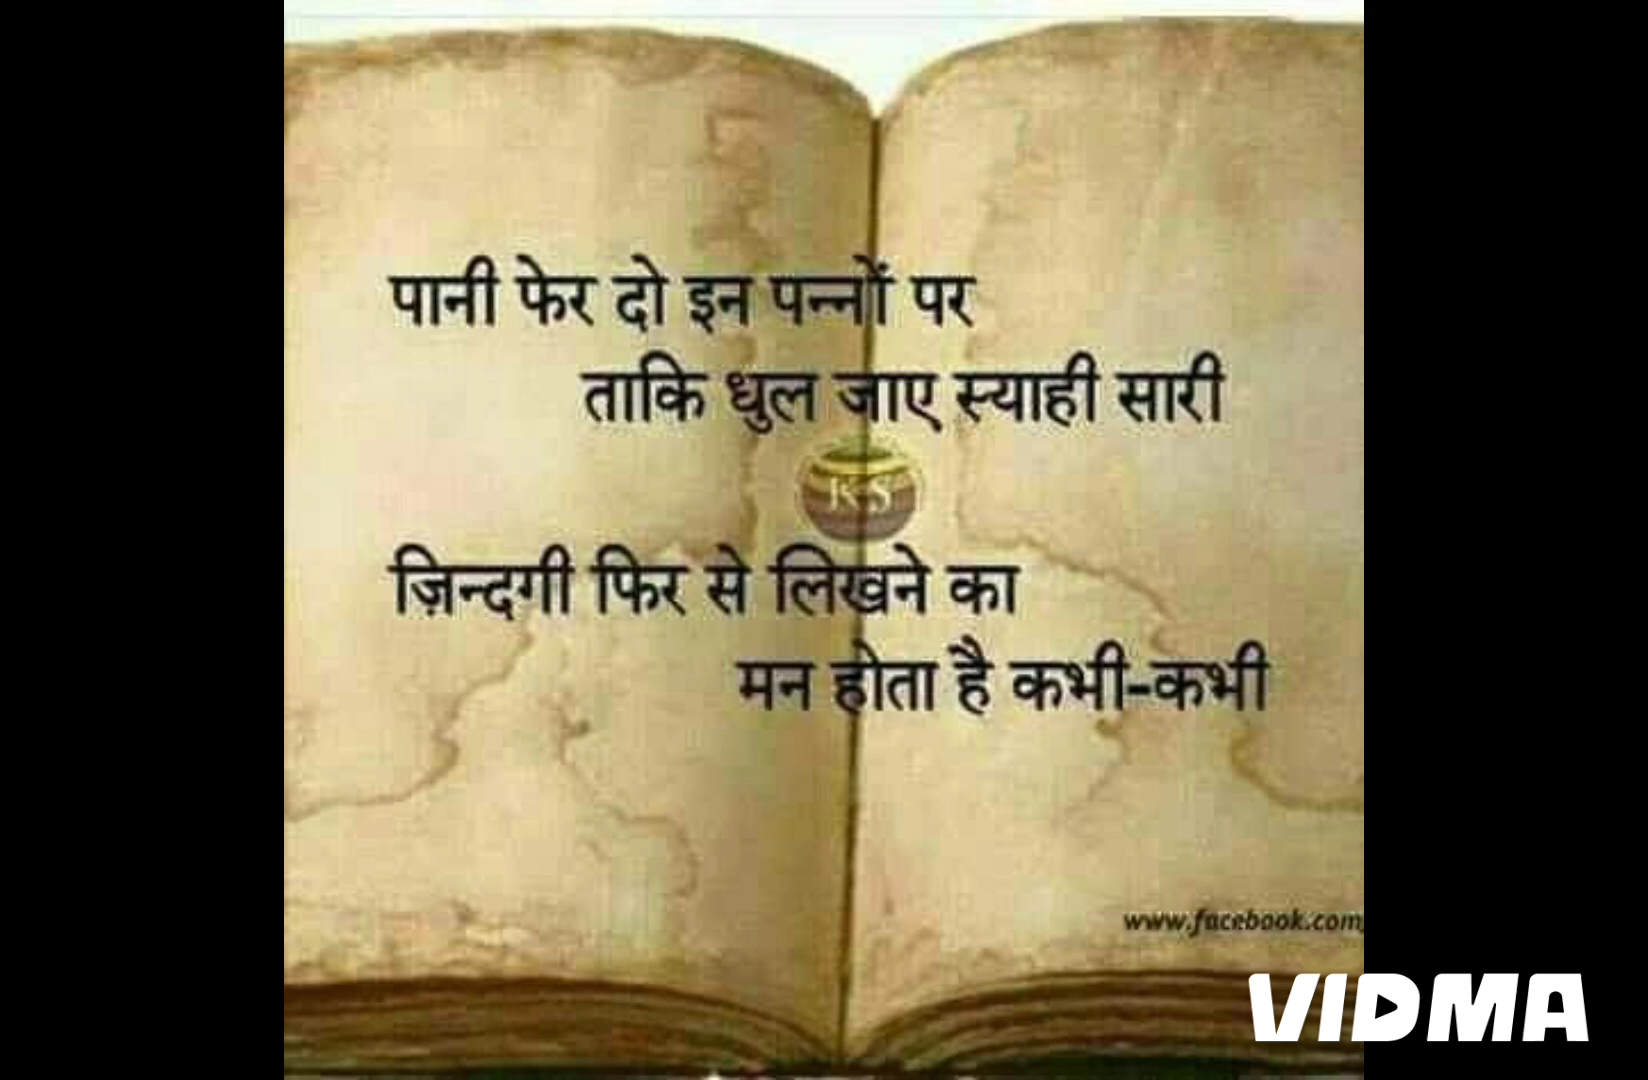 पानी फेर दो इन पन्नों पर
ताकि धुल जाए स्याही सारी
KS
ज़िन्दगी फिर से लिखने का
मन होता है कभी-कभी
www.facebook.com/
VIDMA